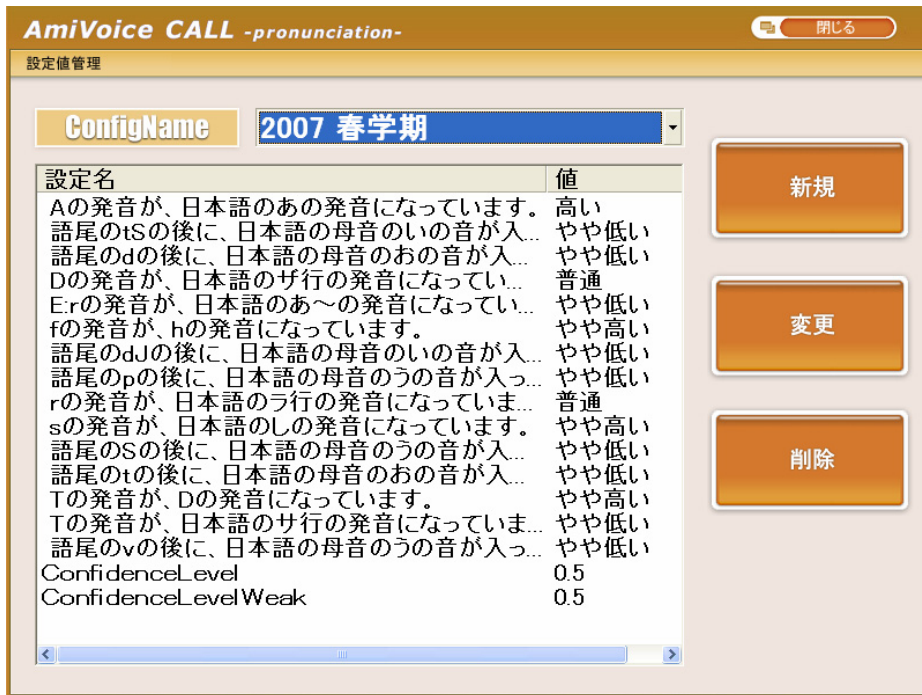 AmiVoice CALL -pronunciation-
閉じる
設定値管理
ConfigName
2007 春学期
設定名 値
Aの発音が、日本語のあの発音になっています。 高い
語尾のtSの後に、日本語の母音のいの音が入... やや低い
語尾のdの後に、日本語の母音のおの音が入... やや低い
Dの発音が、日本語のザ行の発音になってい... 普通
E:rの発音が、日本語のあ～の発音になってい... やや低い
fの発音が、hの発音になっています。 やや高い
語尾のdJの後に、日本語の母音のいの音が入... やや低い
語尾のpの後に、日本語の母音のうの音が入っ... やや低い
rの発音が、日本語のラ行の発音になっていま... 普通
sの発音が、日本語のしの発音になっています。 やや高い
語尾のSの後に、日本語の母音のうの音が入... やや低い
語尾のtの後に、日本語の母音のおの音が入... やや低い
Tの発音が、Dの発音になっています。 やや高い
Tの発音が、日本語のサ行の発音になっていま... やや低い
語尾のvの後に、日本語の母音のうの音が入っ... やや低い
ConfidenceLevel 0.5
ConfidenceLevelWeak 0.5
新規
変更
削除